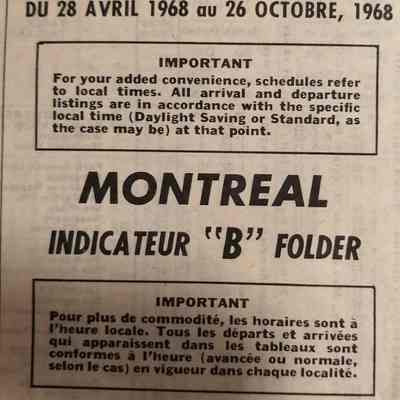 DU 28 AVRIL 1968 au 26 OCTOBRE, 1968
IMPORTANT
For your added convenience, schedules refer
to local times. All arrival and departure
listings are in accordance with the specific
local time (Daylight Saving or Standard, as
the case may be) at that point.
MONTREAL
INDICATEUR "B" FOLDER
IMPORTANT
Pour plus de commodité, les horaires sont à
l'heure locale. Tous les départs et arrivées
qui apparaissent dans les tableaux sont
conformes à l'heure (avancée ou normale,
selon le cas) en vigueur dans chaque localité.